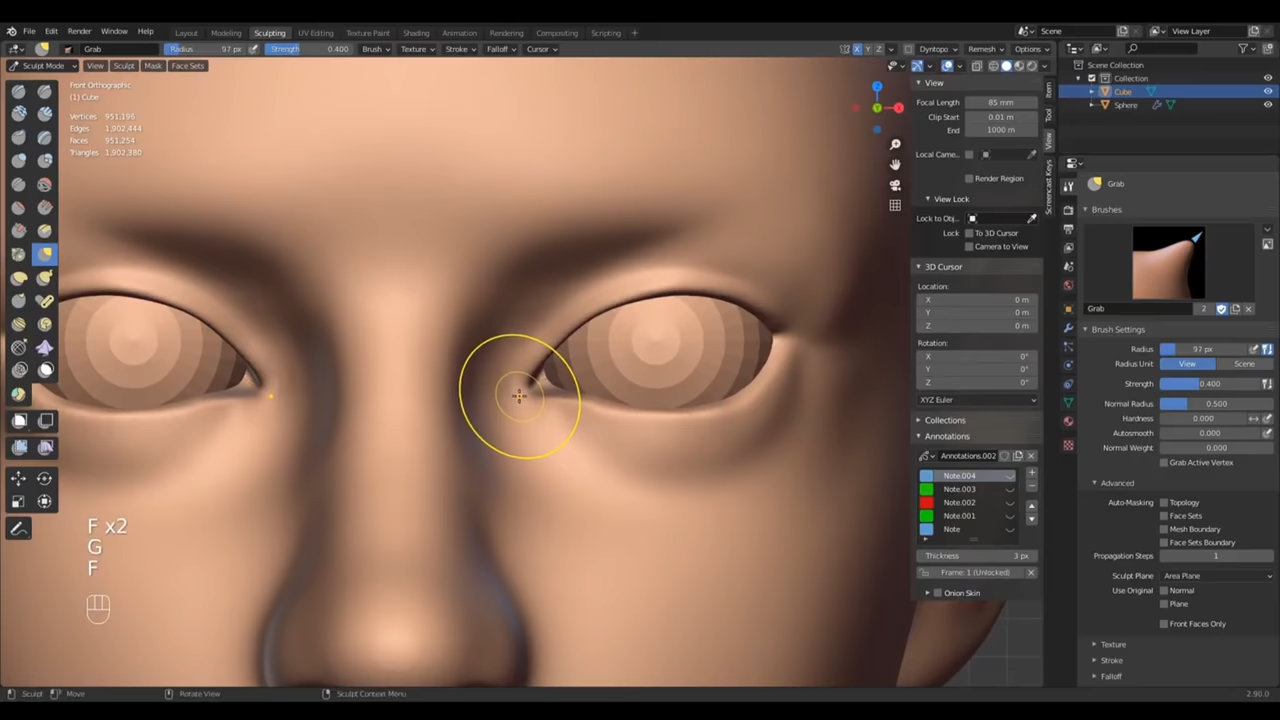 File Edit Render Window Help Layout Modeling Sculpting UV Editing Texture Paint Shading Animation Rendering Compositing Scripting + Scene View Layer
Grab Radius 97 px Strength 0.400 Brush Texture Stroke Falloff Cursor X Y Z Dyntopo Remesh Options
Sculpt Mode View Sculpt Mask Face Sets
Front Orthographic
(1) Cube
Vertices 951,196
Edges 1,902,444
Faces 951,254
Triangles 1,902,380
F x2
G
F
Z
View
Focal Length 85 mm
Clip Start 0.01 m
End 1000 m
Local Came...
Render Region
View Lock
Lock to Obj...
Lock To 3D Cursor
Camera to View
3D Cursor
Location:
X 0 m
Y 0 m
Z 0 m
Rotation:
X 0°
Y 0°
Z 0°
XYZ Euler
Collections
Annotations
Annotations.002
Note.004
Note.003
Note.002
Note.001
Note
Thickness 3 px
Frame: 1 (Unlocked)
Onion Skin
Item
Tool
View
Screencast Keys
Scene Collection
Collection
Cube
Sphere
Grab
Brushes
Grab 2
Brush Settings
Radius 97 px
Radius Unit View Scene
Strength 0.400
Normal Radius 0.500
Hardness 0.000
Autosmooth 0.000
Normal Weight 0.000
Grab Active Vertex
Advanced
Auto-Masking Topology
Face Sets
Mesh Boundary
Face Sets Boundary
Propagation Steps 1
Sculpt Plane Area Plane
Use Original Normal
Plane
Front Faces Only
Texture
Stroke
Falloff
Sculpt Move Rotate View Sculpt Context Menu 2.90.0